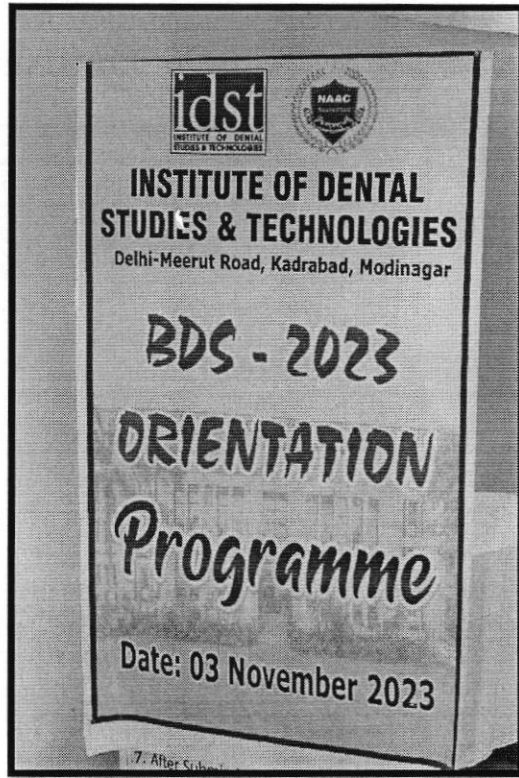 idst
INSTITUTE OF DENTAL
STUDIES & TECHNOLOGIES
NAAC
INSTITUTE OF DENTAL
STUDIES & TECHNOLOGIES
Delhi-Meerut Road, Kadrabad, Modinagar
BDS - 2023
ORIENTATION
Programme
Date: 03 November 2023
7. After